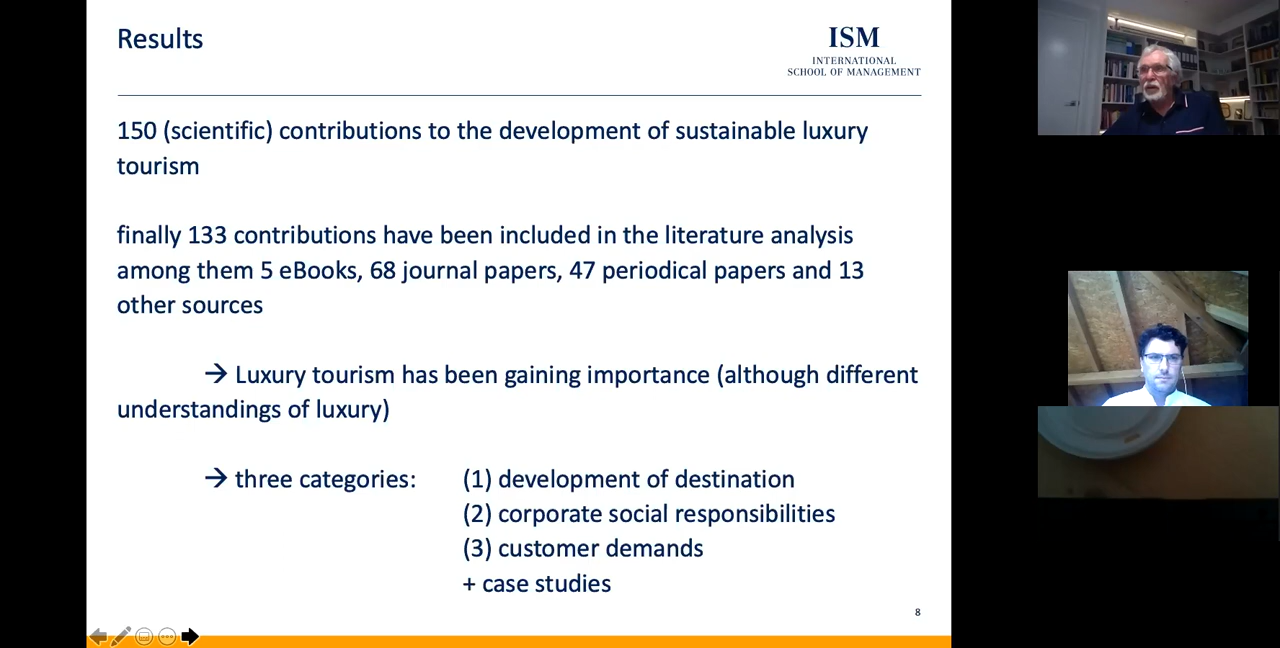 Results
ISM
INTERNATIONAL
SCHOOL OF MANAGEMENT
150 (scientific) contributions to the development of sustainable luxury
tourism
finally 133 contributions have been included in the literature analysis
among them 5 eBooks, 68 journal papers, 47 periodical papers and 13
other sources
→ Luxury tourism has been gaining importance (although different
understandings of luxury)
→ three categories: (1) development of destination
(2) corporate social responsibilities
(3) customer demands
+ case studies
8